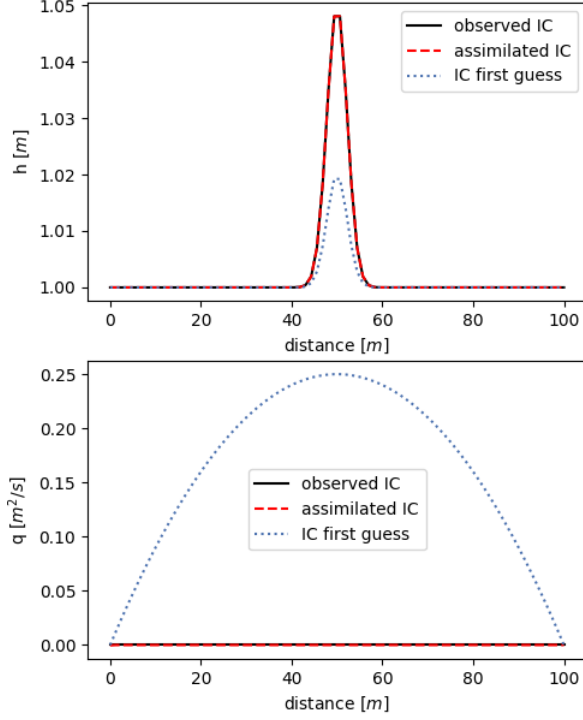 1.05
1.04
1.03
1.02
1.01
1.00
h [m]
observed IC
assimilated IC
IC first guess
0 20 40 60 80 100
distance [m]
0.25
0.20
0.15
0.10
0.05
0.00
q [m²/s]
observed IC
assimilated IC
IC first guess
0 20 40 60 80 100
distance [m]